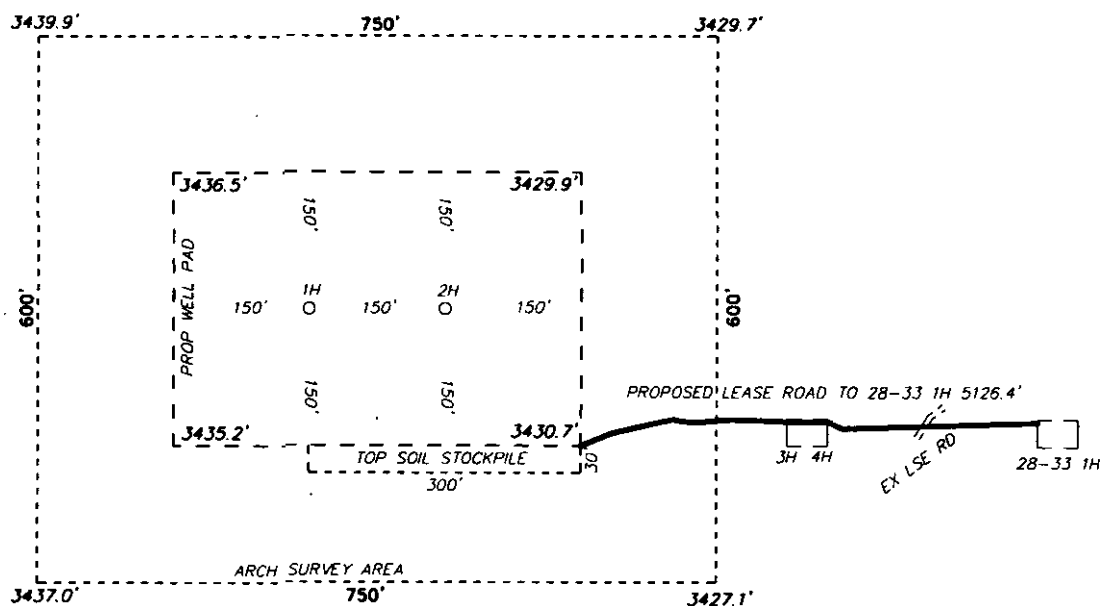 3439.9' 750' 3429.7'
3436.5' 3429.9'
150' 150'
PROP WELL PAD
1H 2H
150' 150' 150'
600' 600'
150' 150'
PROPOSED LEASE ROAD TO 28-33 1H 5126.4'
3435.2' 3430.7'
TOP SOIL STOCKPILE 30'
3H 4H EX LSE RD 28-33 1H
300'
ARCH SURVEY AREA
3437.0' 750' 3427.1'